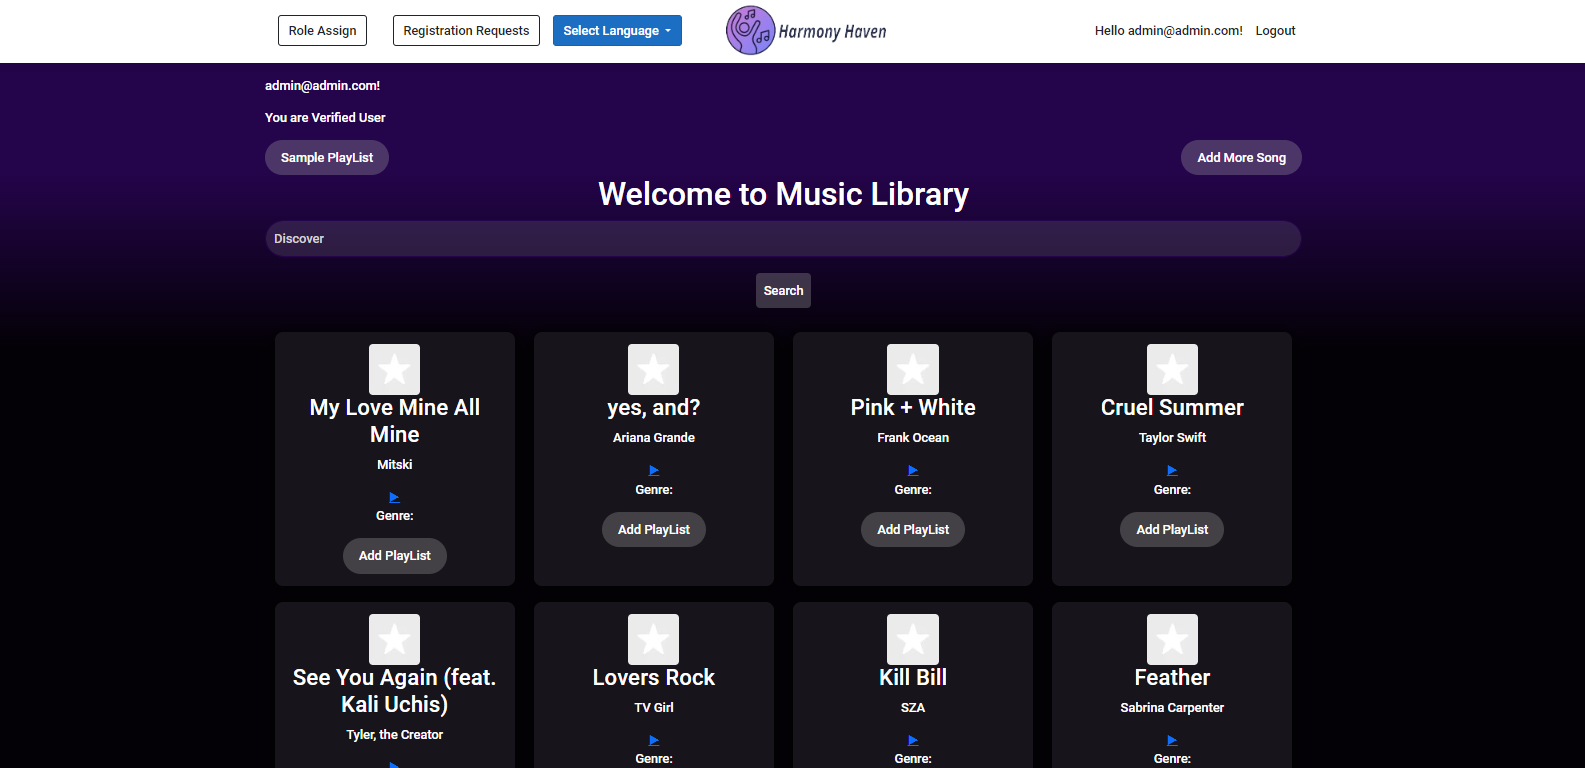 Role Assign
Registration Requests
Select Language
Harmony Haven
Hello admin@admin.com!
Logout
admin@admin.com!
You are Verified User
Sample PlayList
Add More Song
Welcome to Music Library
Discover
Search
My Love Mine All
Mine
Mitski
Genre:
Add PlayList
yes, and?
Ariana Grande
Genre:
Add PlayList
Pink + White
Frank Ocean
Genre:
Add PlayList
Cruel Summer
Taylor Swift
Genre:
Add PlayList
See You Again (feat.
Kali Uchis)
Tyler, the Creator
Lovers Rock
TV Girl
Genre:
Kill Bill
SZA
Genre:
Feather
Sabrina Carpenter
Genre: